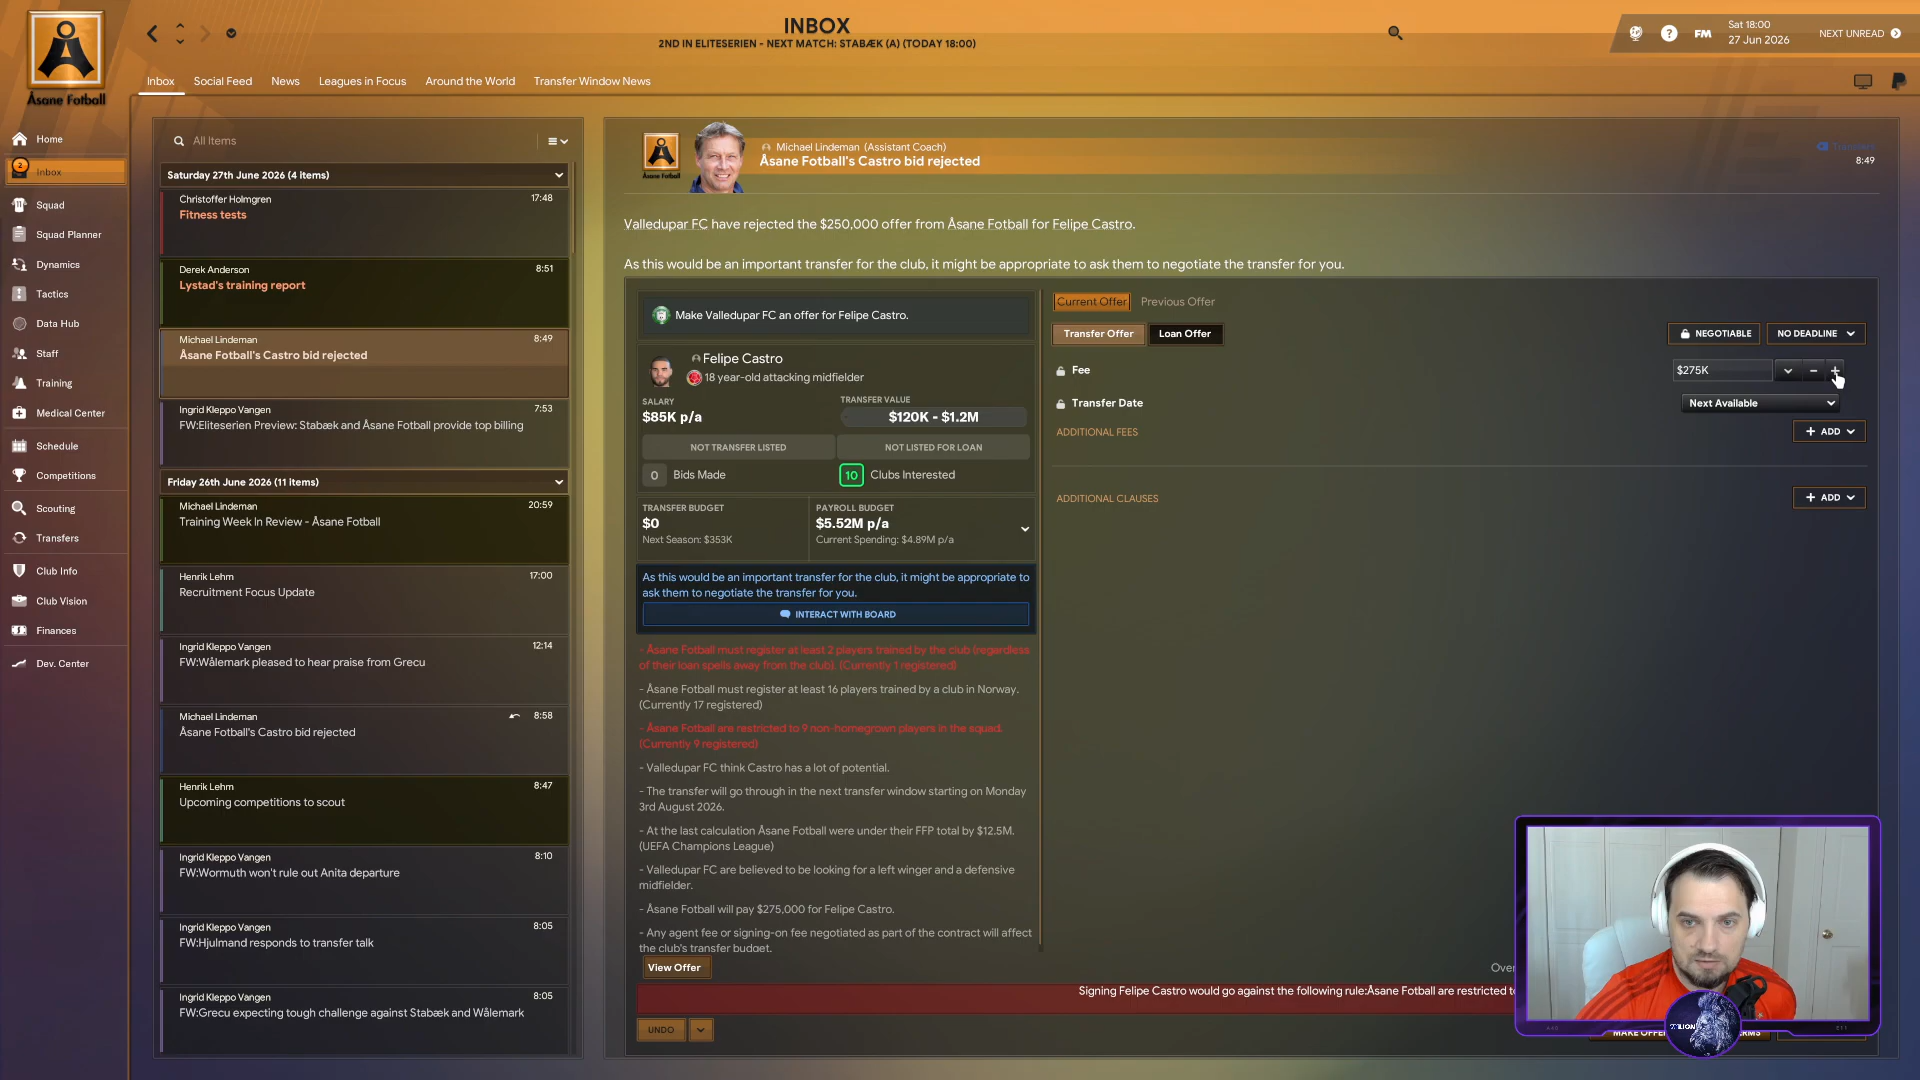 INBOX
2ND IN ELITESERIEN - NEXT MATCH: STABÆK (A) (TODAY 18:00)
FM
Sat 18:00
27 Jun 2026
NEXT UNREAD
Inbox
Social Feed
News
Leagues in Focus
Around the World
Transfer Window News
Åsane Fotball
Home
2
Inbox
Squad
Squad Planner
Dynamics
Tactics
Data Hub
Staff
Training
Medical Center
Schedule
Competitions
Scouting
Transfers
Club Info
Club Vision
Finances
Dev. Center
All Items
Saturday 27th June 2026 (4 items)
Christoffer Holmgren 17:48
Fitness tests
Derek Anderson 8:51
Lystad's training report
Michael Lindeman 8:49
Åsane Fotball's Castro bid rejected
Ingrid Kleppo Vangen 7:53
FW:Eliteserien Preview: Stabæk and Åsane Fotball provide top billing
Friday 26th June 2026 (11 items)
Michael Lindeman 20:59
Training Week In Review - Åsane Fotball
Henrik Lehm 17:00
Recruitment Focus Update
Ingrid Kleppo Vangen 12:14
FW:Wålemark pleased to hear praise from Grecu
Michael Lindeman 8:58
Åsane Fotball's Castro bid rejected
Henrik Lehm 8:47
Upcoming competitions to scout
Ingrid Kleppo Vangen 8:10
FW:Wormuth won't rule out Anita departure
Ingrid Kleppo Vangen 8:05
FW:Hjulmand responds to transfer talk
Ingrid Kleppo Vangen 8:05
FW:Grecu expecting tough challenge against Stabæk and Wålemark
Michael Lindeman (Assistant Coach)
Åsane Fotball's Castro bid rejected
Transfers
8:49
Valledupar FC have rejected the $250,000 offer from Åsane Fotball for Felipe Castro.
As this would be an important transfer for the club, it might be appropriate to ask them to negotiate the transfer for you.
Make Valledupar FC an offer for Felipe Castro.
Felipe Castro
18 year-old attacking midfielder
SALARY
$85K p/a
TRANSFER VALUE
$120K - $1.2M
NOT TRANSFER LISTED
NOT LISTED FOR LOAN
0 Bids Made
10 Clubs Interested
TRANSFER BUDGET
$0
Next Season: $353K
PAYROLL BUDGET
$5.52M p/a
Current Spending: $4.89M p/a
As this would be an important transfer for the club, it might be appropriate to
ask them to negotiate the transfer for you.
INTERACT WITH BOARD
- Åsane Fotball must register at least 2 players trained by the club (regardless
of their loan spells away from the club). (Currently 1 registered)
- Åsane Fotball must register at least 16 players trained by a club in Norway.
(Currently 17 registered)
- Åsane Fotball are restricted to 9 non-homegrown players in the squad.
(Currently 9 registered)
- Valledupar FC think Castro has a lot of potential.
- The transfer will go through in the next transfer window starting on Monday
3rd August 2026.
- At the last calculation Åsane Fotball were under their FFP total by $12.5M.
(UEFA Champions League)
- Valledupar FC are believed to be looking for a left winger and a defensive
midfielder.
- Åsane Fotball will pay $275,000 for Felipe Castro.
- Any agent fee or signing-on fee negotiated as part of the contract will affect
the club's transfer budget.
View Offer
Current Offer
Previous Offer
Transfer Offer
Loan Offer
NEGOTIABLE
NO DEADLINE
Fee
$275K
Transfer Date
Next Available
ADDITIONAL FEES
+ ADD
ADDITIONAL CLAUSES
+ ADD
Over
Signing Felipe Castro would go against the following rule:Åsane Fotball are restricted to
UNDO
MAKE OFFER